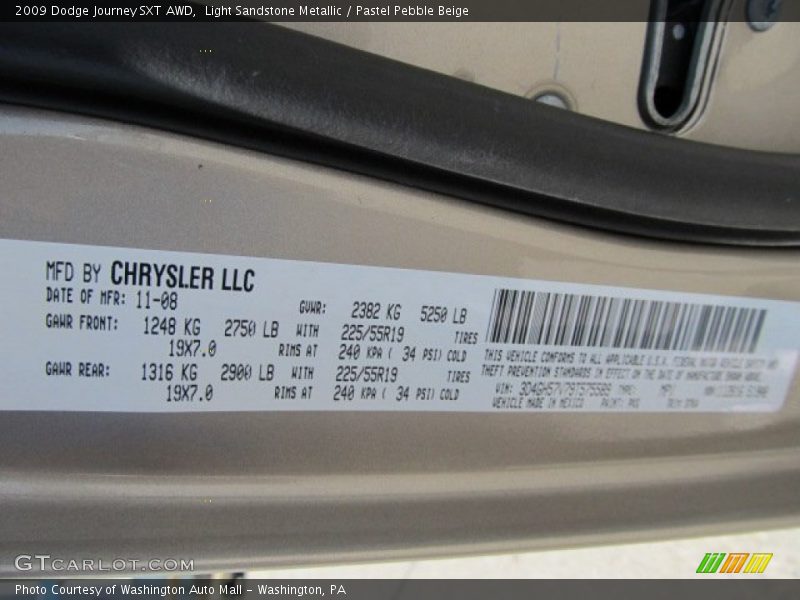 2009 Dodge Journey SXT AWD, Light Sandstone Metallic / Pastel Pebble Beige
MFD BY CHRYSLER LLC
DATE OF MFR: 11-08 GVWR: 2382 KG 5250 LB
GAWR FRONT: 1248 KG 2750 LB WITH 225/55R19 TIRES
19X7.0 RIMS AT 240 KPA ( 34 PSI) COLD
GAWR REAR: 1316 KG 2900 LB WITH 225/55R19 TIRES
19X7.0 RIMS AT 240 KPA ( 34 PSI) COLD
THIS VEHICLE CONFORMS TO ALL APPLICABLE U.S.A. FEDERAL MOTOR VEHICLE SAFETY AND
THEFT PREVENTION STANDARDS IN EFFECT ON THE DATE OF MANUFACTURE SHOWN ABOVE.
VIN: 3D4GH57V79T575589 TYPE:
VEHICLE MADE IN MEXICO PAINT:
GTCARLOT.COM
Photo Courtesy of Washington Auto Mall - Washington, PA